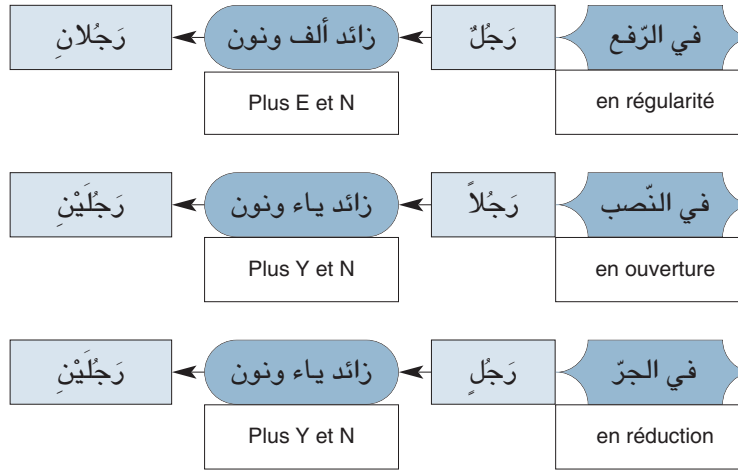 في الرّفع رَجُلٌ زائد ألف ونون رَجُلانِ
en régularité Plus E et N
في النّصب رَجُلاً زائد ياء ونون رَجُلَيْنِ
en ouverture Plus Y et N
في الجرّ رَجُلٍ زائد ياء ونون رَجُلَيْنِ
en réduction Plus Y et N